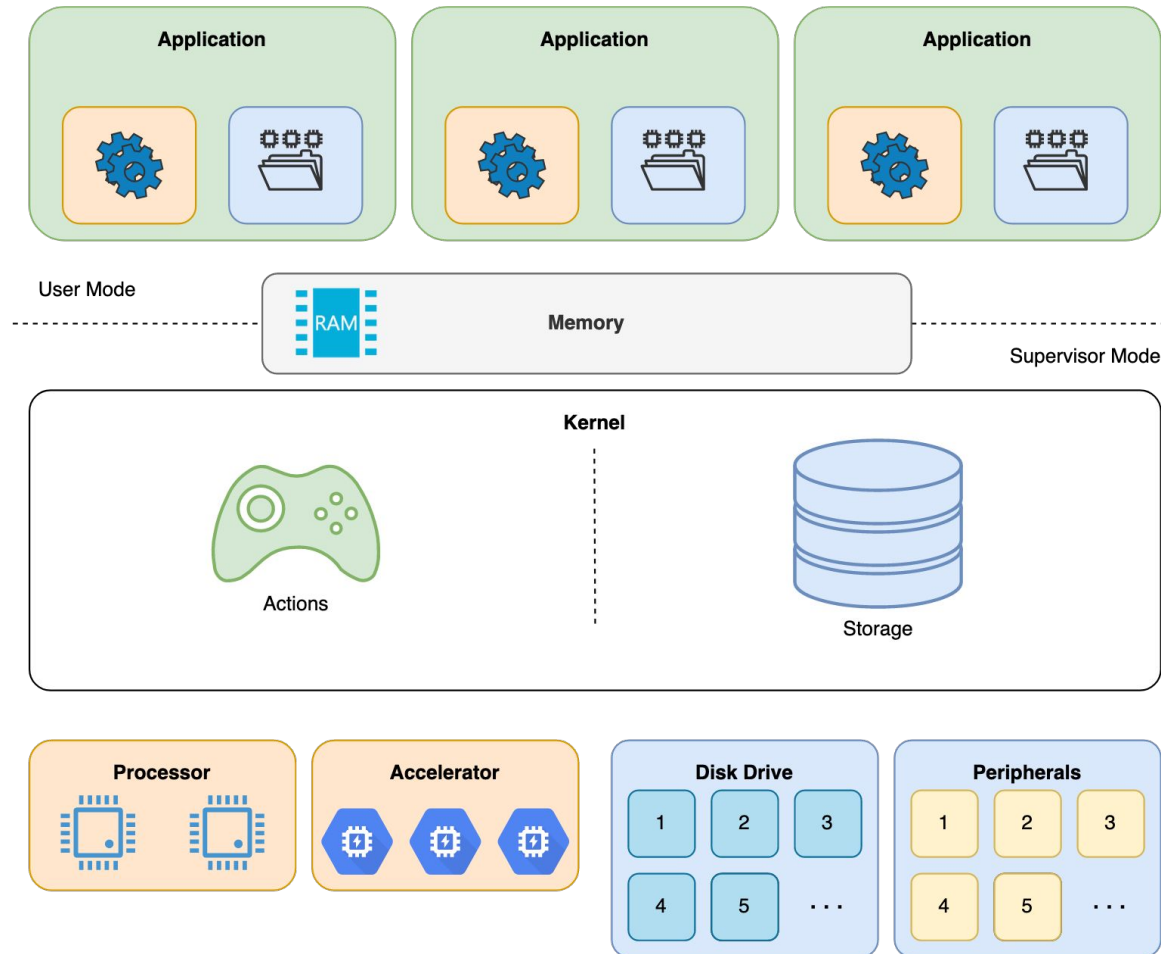 Application
Application
Application
User Mode
RAM
Memory
Supervisor Mode
Kernel
Actions
Storage
Processor
Accelerator
Disk Drive
1 2 3
4 5 ...
Peripherals
1 2 3
4 5 ...